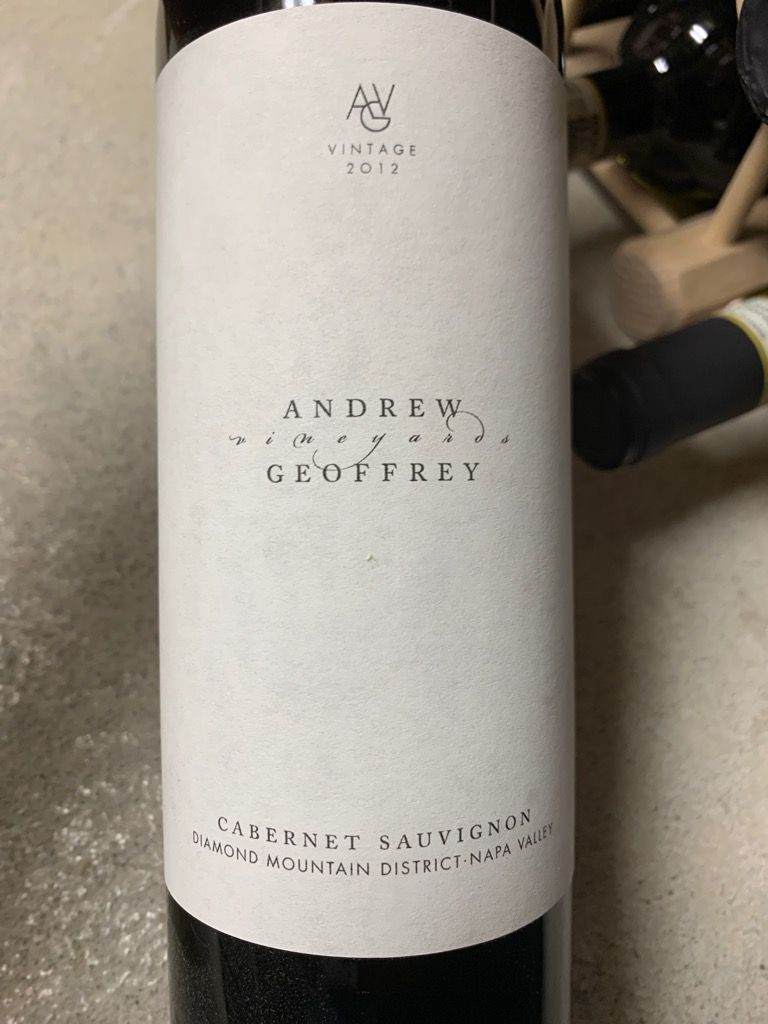 AGV
VINTAGE
2012
ANDREW
vineyards
GEOFFREY
CABERNET SAUVIGNON
DIAMOND MOUNTAIN DISTRICT·NAPA VALLEY